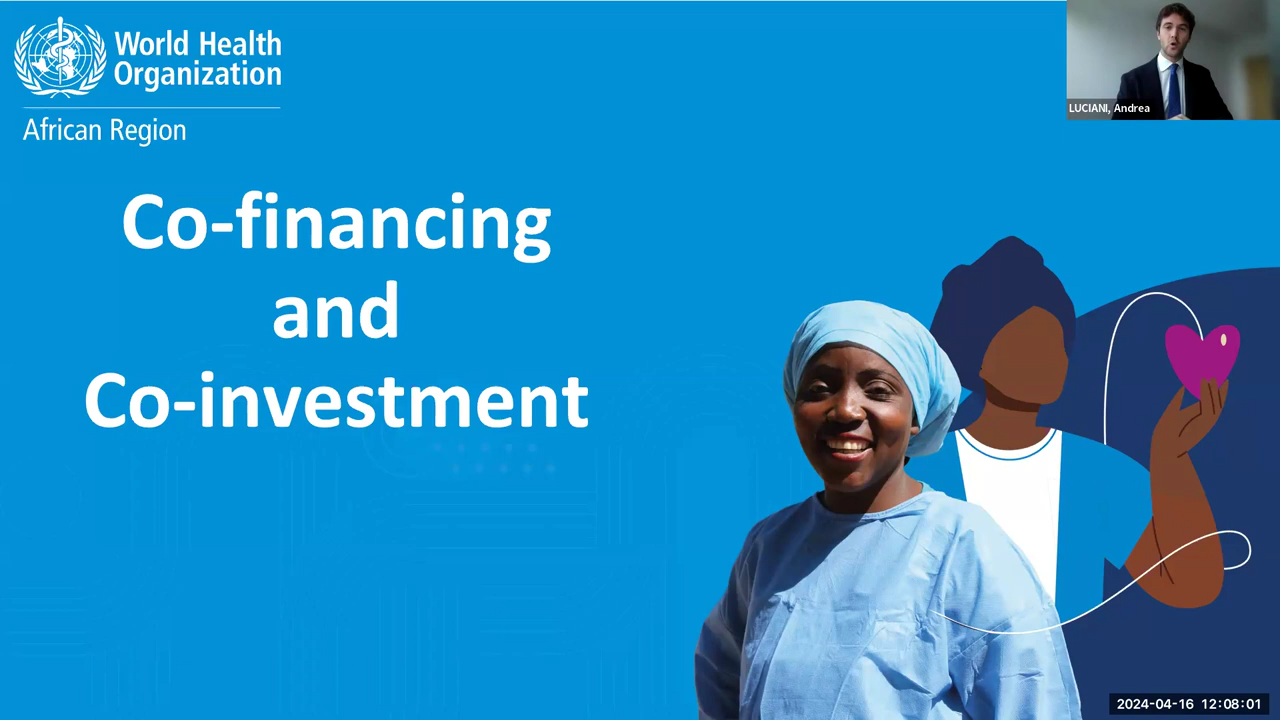 World Health
Organization
African Region
LUCIANI, Andrea
Co-financing
and
Co-investment
2024-04-16 12:08:01